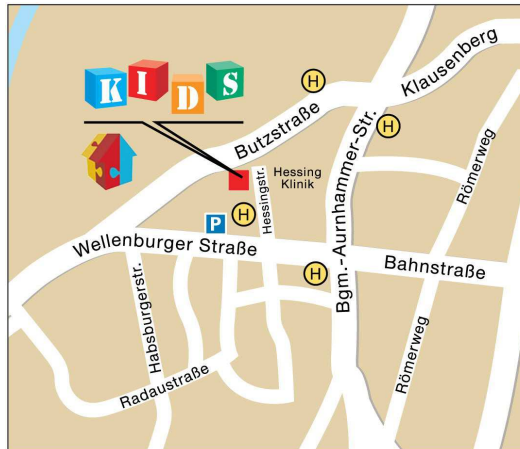 KIDS
H
Klausenberg
H
Butzstraße
Bgm.-Aurnhammer-Str.
Römerweg
Hessing
Klinik
Hessingstr.
H
P
Wellenburger Straße
Bahnstraße
H
Habsburgerstr.
Römerweg
Radaustraße